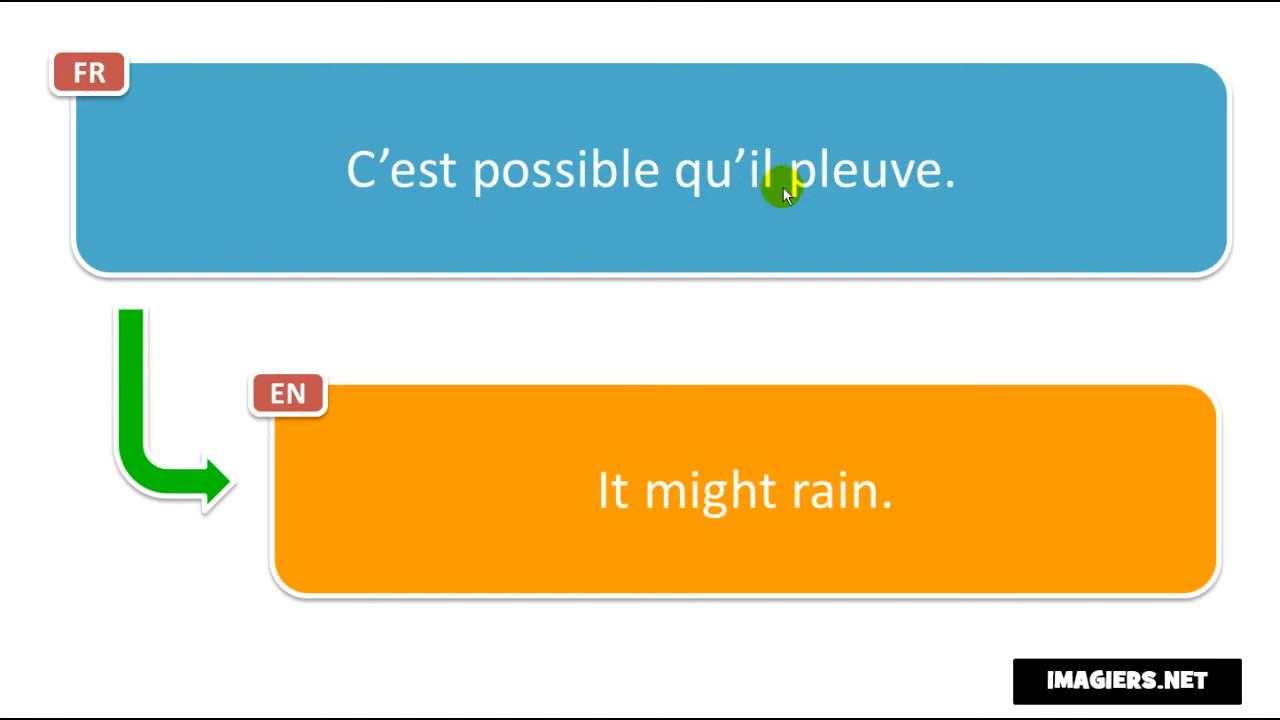 FR
C’est possible qu’il pleuve.
EN
It might rain.
IMAGIERS.NET